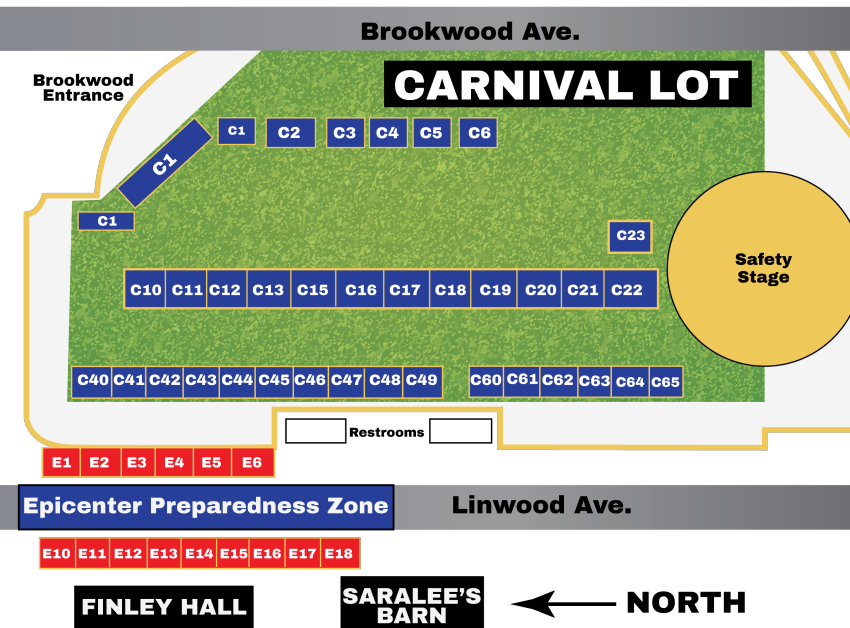 Brookwood Ave.
Brookwood
Entrance
CARNIVAL LOT
C1 C2 C3 C4 C5 C6
C1
C1
C23
Safety
Stage
C10 C11 C12 C13 C15 C16 C17 C18 C19 C20 C21 C22
C40 C41 C42 C43 C44 C45 C46 C47 C48 C49 C60 C61 C62 C63 C64 C65
Restrooms
E1 E2 E3 E4 E5 E6
Epicenter Preparedness Zone
Linwood Ave.
E10 E11 E12 E13 E14 E15 E16 E17 E18
FINLEY HALL
SARALEE'S
BARN
NORTH